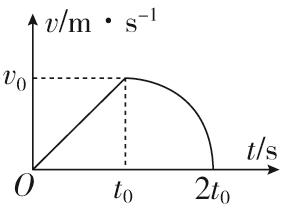 v/m · s⁻¹
v₀
t/s
O
t₀
2t₀